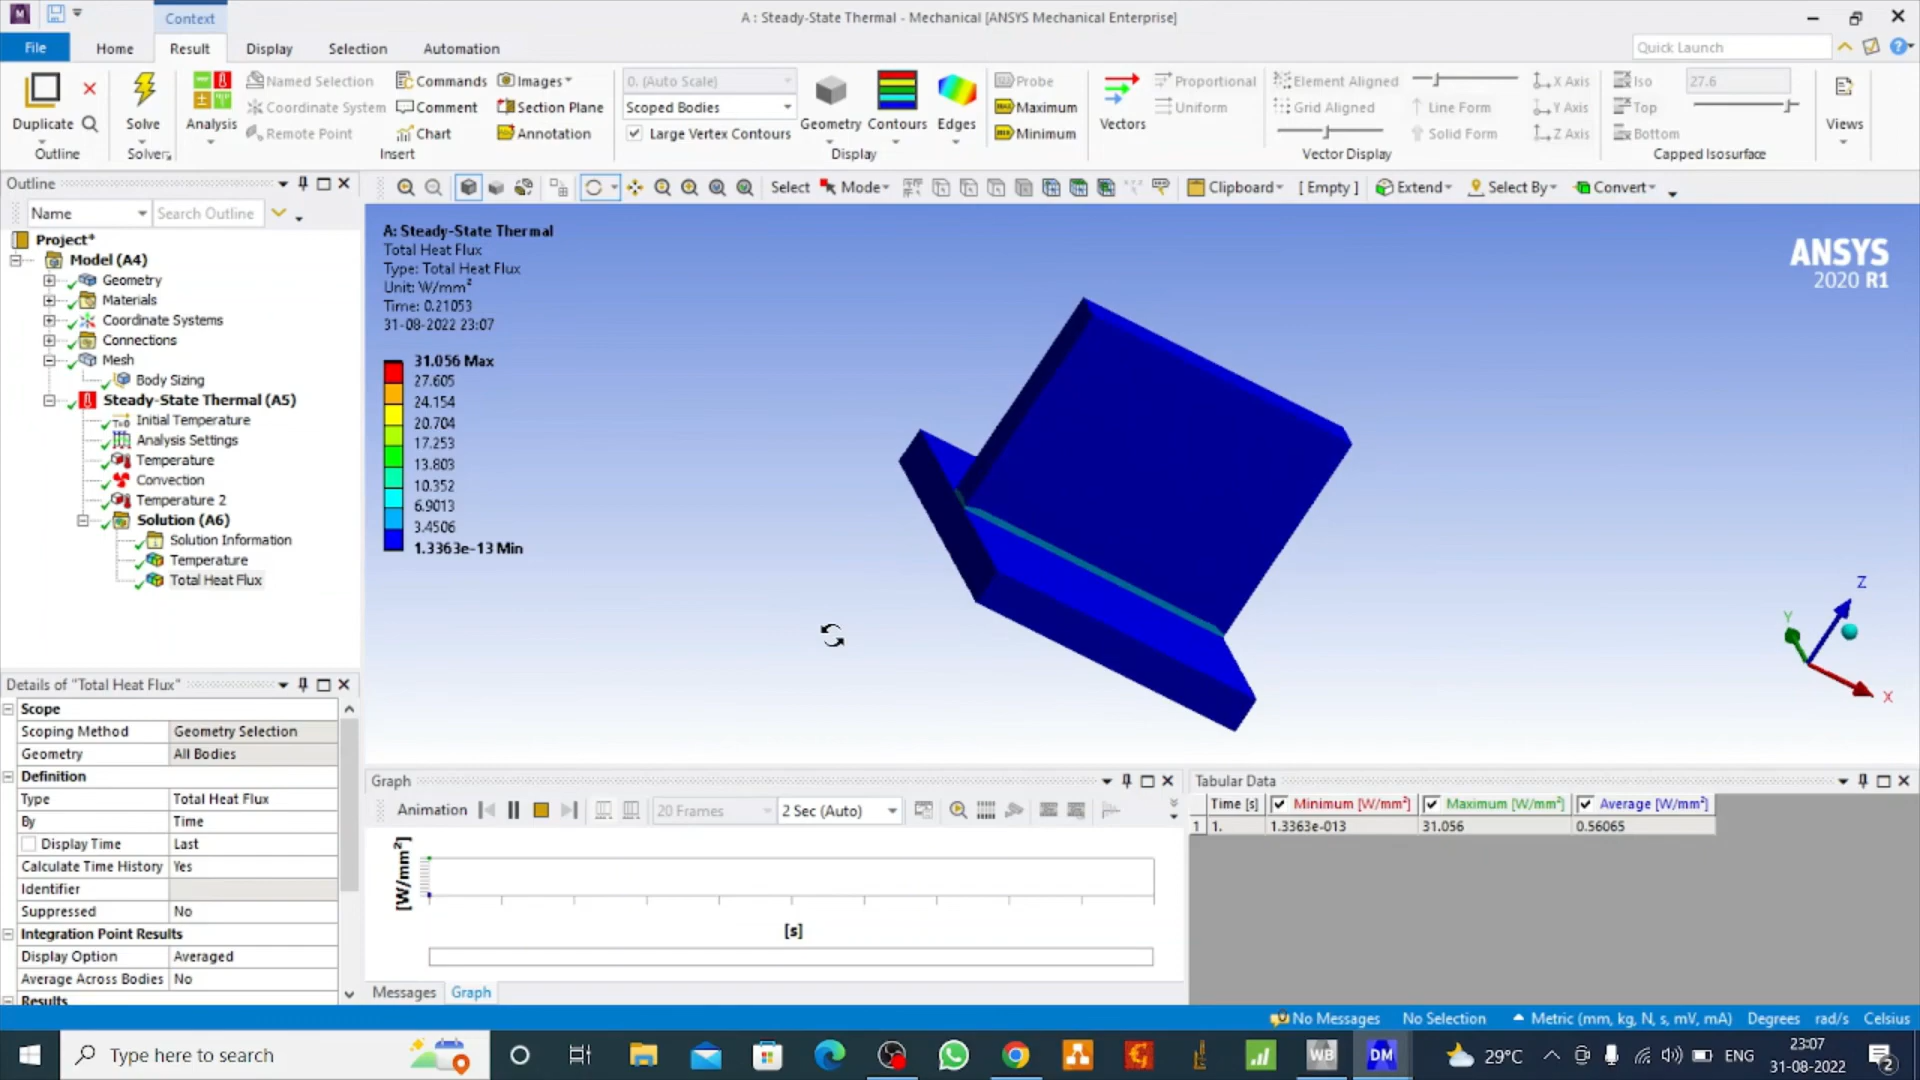 Context
A : Steady-State Thermal - Mechanical [ANSYS Mechanical Enterprise]
File Home Result Display Selection Automation
Quick Launch
Named Selection Commands Images 0. (Auto Scale) Probe Proportional Element Aligned X Axis Iso 27.6
Coordinate System Comment Section Plane Scoped Bodies Maximum Uniform Grid Aligned Line Form Y Axis Top
Duplicate Solve Analysis Geometry Contours Edges Vectors Views
Remote Point Chart Annotation Large Vertex Contours Minimum Solid Form Z Axis Bottom
Outline Solver Insert Display Vector Display Capped Isosurface
Outline
Select Mode Clipboard [ Empty ] Extend Select By Convert
Name Search Outline
Project*
Model (A4)
Geometry
Materials
Coordinate Systems
Connections
Mesh
Body Sizing
Steady-State Thermal (A5)
T=0 Initial Temperature
Analysis Settings
Temperature
Convection
Temperature 2
Solution (A6)
Solution Information
Temperature
Total Heat Flux
A: Steady-State Thermal
Total Heat Flux
Type: Total Heat Flux
Unit: W/mm²
Time: 0.21053
31-08-2022 23:07
31.056 Max
27.605
24.154
20.704
17.253
13.803
10.352
6.9013
3.4506
1.3363e-13 Min
ANSYS
2020 R1
Z
Y
X
Details of "Total Heat Flux"
Scope
Scoping Method Geometry Selection
Geometry All Bodies
Definition
Type Total Heat Flux
By Time
Display Time Last
Calculate Time History Yes
Identifier
Suppressed No
Integration Point Results
Display Option Averaged
Average Across Bodies No
Results
Graph
Animation 20 Frames 2 Sec (Auto)
[W/mm²]
[s]
Messages Graph
Tabular Data
Time [s] Minimum [W/mm²] Maximum [W/mm²] Average [W/mm²]
1 1. 1.3363e-013 31.056 0.56065
No Messages No Selection Metric (mm, kg, N, s, mV, mA) Degrees rad/s Celsius
Type here to search
WB
DM
29°C
ENG
23:07
31-08-2022
2